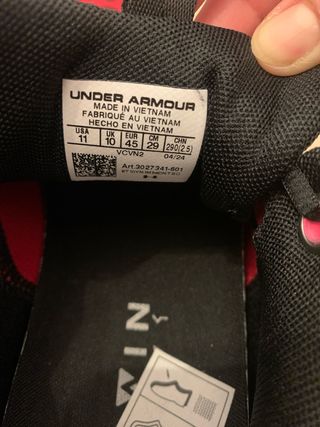 UNDER ARMOUR
MADE IN VIETNAM
FABRIQUÉ AU VIETNAM
HECHO EN VIETNAM
USA UK EUR CM CHN
11 10 45 29 290(2.5)
VCVN2 04/24
Art.3027341-601
WIN